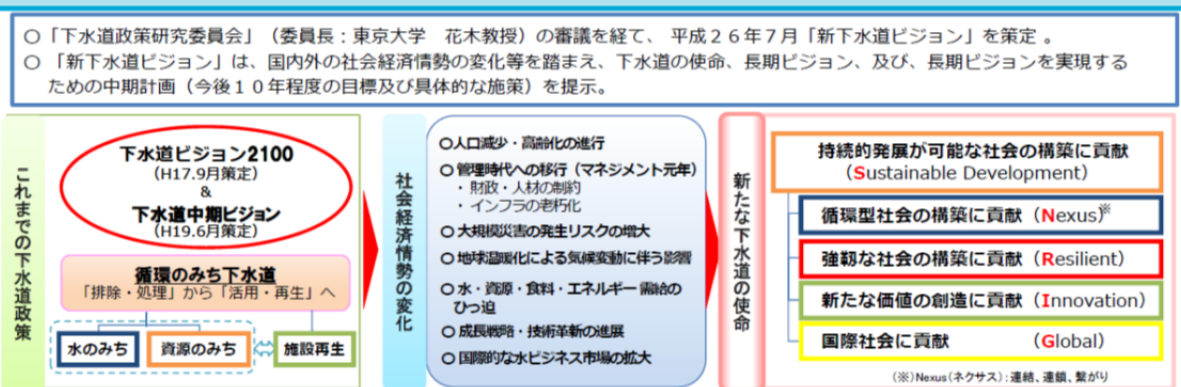 ○「下水道政策研究委員会」（委員長：東京大学　花木教授）の審議を経て、 平成２６年７月「新下水道ビジョン」を策定 。
○「新下水道ビジョン」は、国内外の社会経済情勢の変化等を踏まえ、下水道の使命、長期ビジョン、及び、長期ビジョンを実現する
ための中期計画（今後１０年程度の目標及び具体的な施策）を提示。
これまでの下水道政策
下水道ビジョン2100
（H17.9月策定）
&
下水道中期ビジョン
（H19.6月策定）
循環のみち下水道
「排除・処理」から「活用・再生」へ
水のみち
資源のみち
施設再生
社会経済情勢の変化
○人口減少・高齢化の進行
○管理時代への移行（マネジメント元年）
・財政・人材の制約
・インフラの老朽化
○大規模災害の発生リスクの増大
○地球温暖化による気候変動に伴う影響
○水・資源・食料・エネルギー需給の
ひっ迫
○成長戦略・技術革新の進展
○国際的な水ビジネス市場の拡大
新たな下水道の使命
持続的発展が可能な社会の構築に貢献
（Sustainable Development）
循環型社会の構築に貢献（Nexus）※
強靱な社会の構築に貢献（Resilient）
新たな価値の創造に貢献（Innovation）
国際社会に貢献　　　　（Global）
（※）Nexus（ネクサス）：連結、連鎖、繋がり